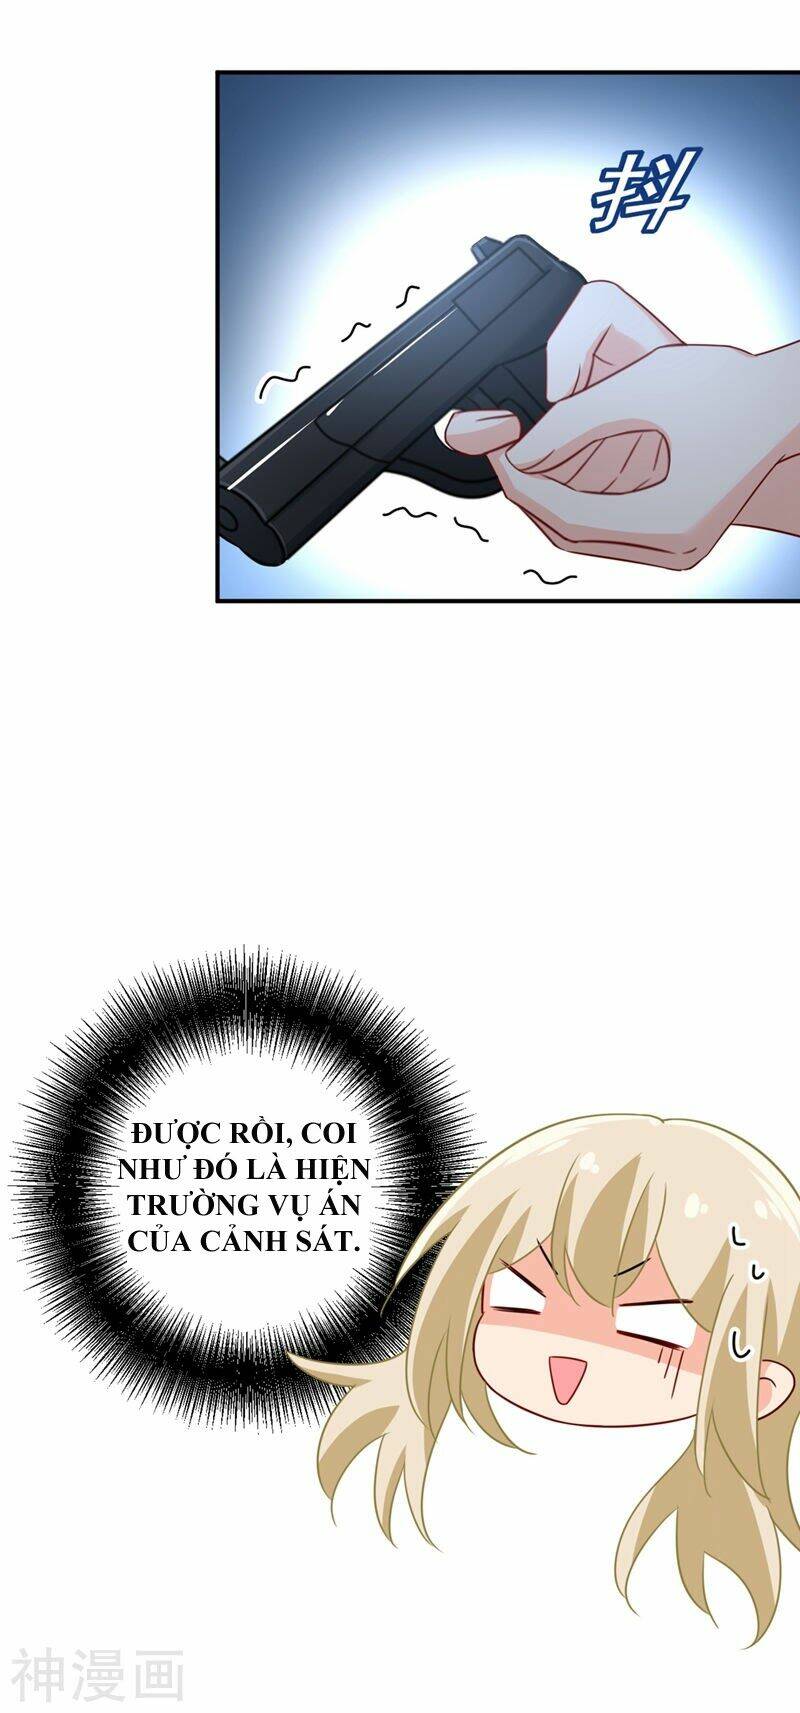 抖
ĐƯỢC RỒI, COI
NHƯ ĐÓ LÀ HIỆN
TRƯỜNG VỤ ÁN
CỦA CẢNH SÁT.
神漫画